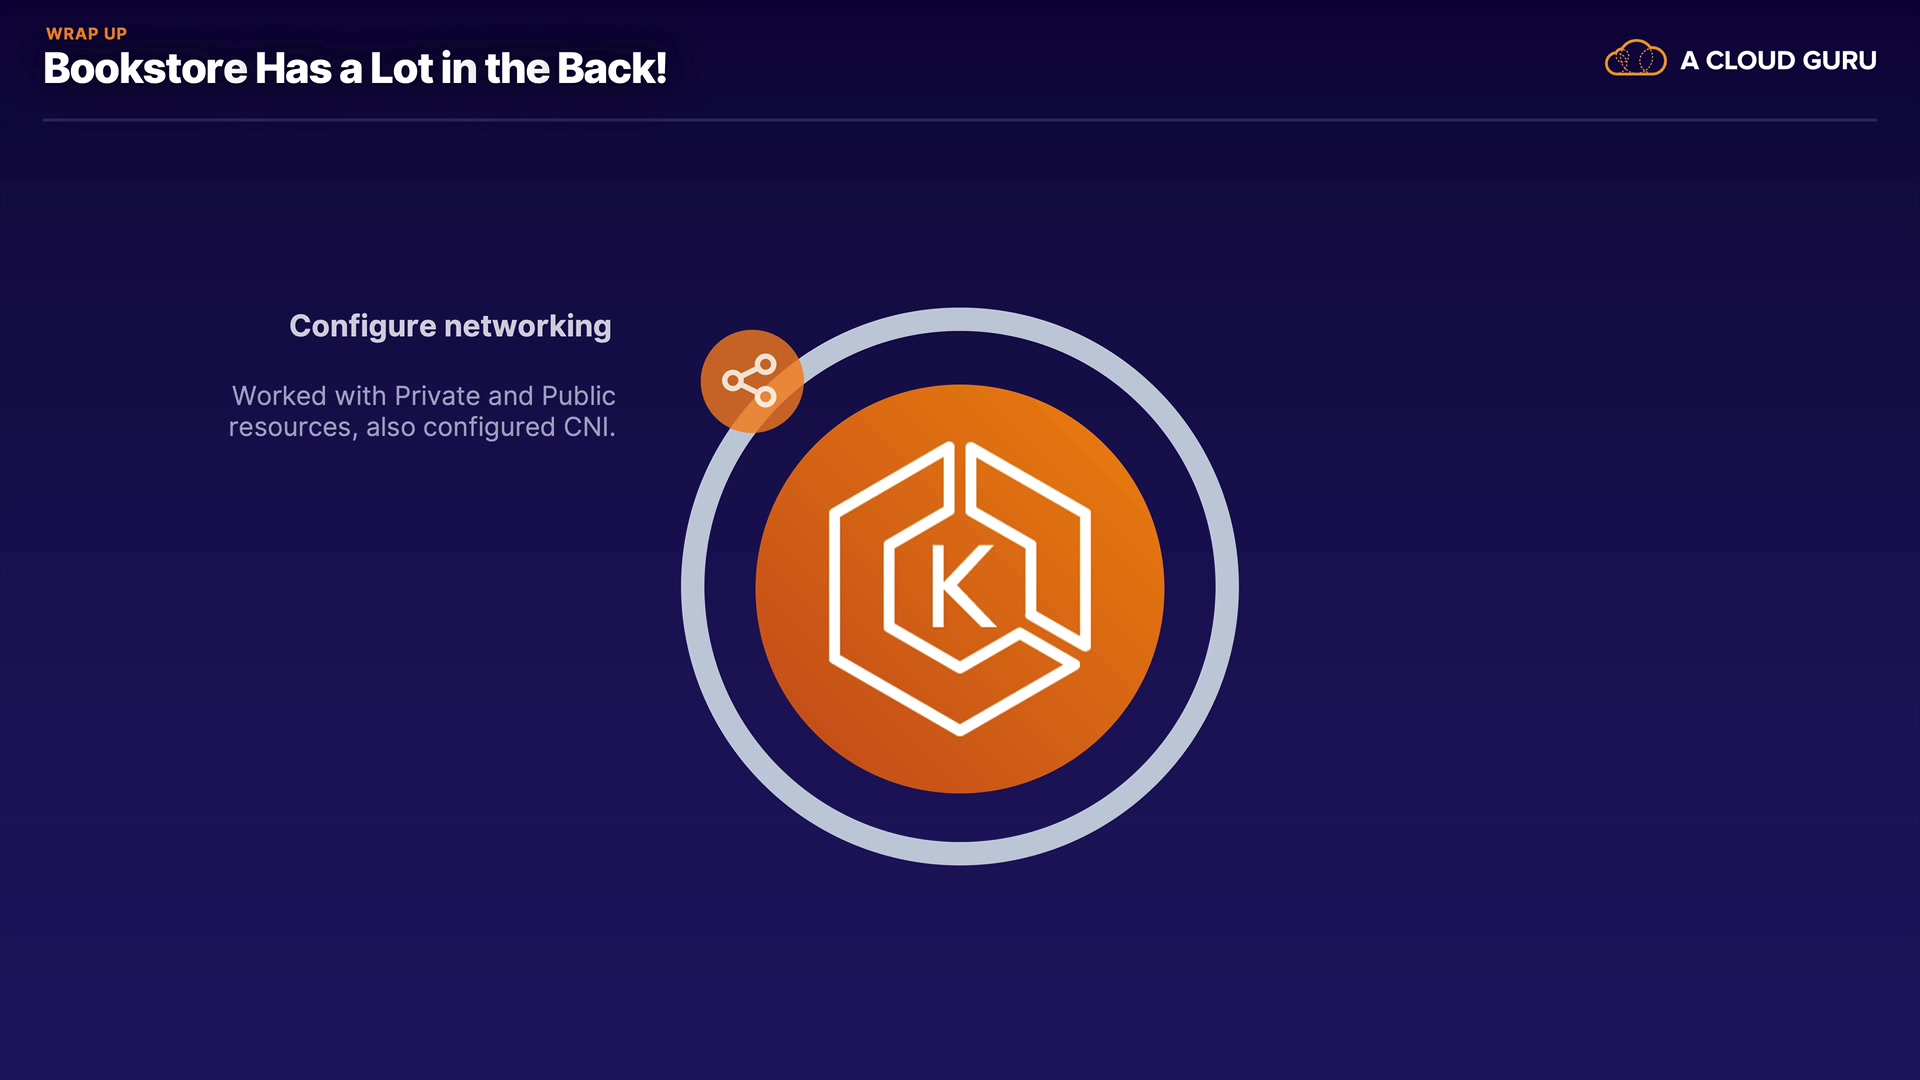 WRAP UP
Bookstore Has a Lot in the Back!
A CLOUD GURU
Configure networking
Worked with Private and Public
resources, also configured CNI.
K